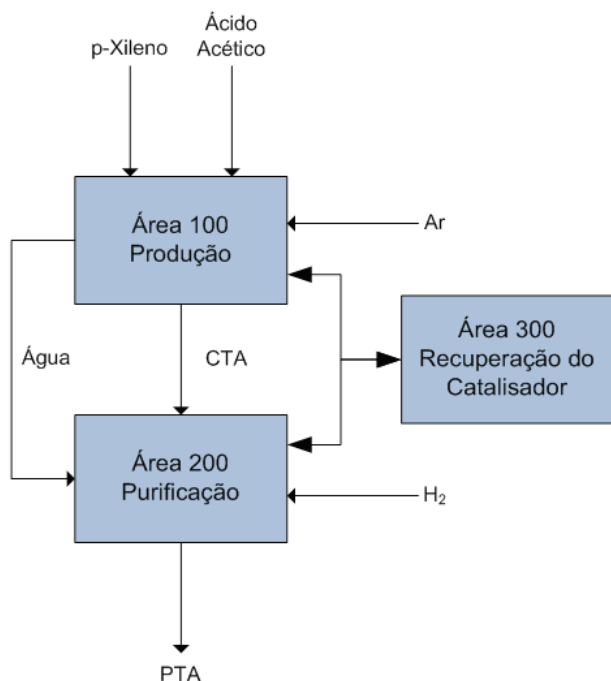 p-Xileno
Ácido
Acético
Área 100
Produção
Ar
Água
CTA
Área 300
Recuperação do
Catalisador
Área 200
Purificação
H₂
PTA